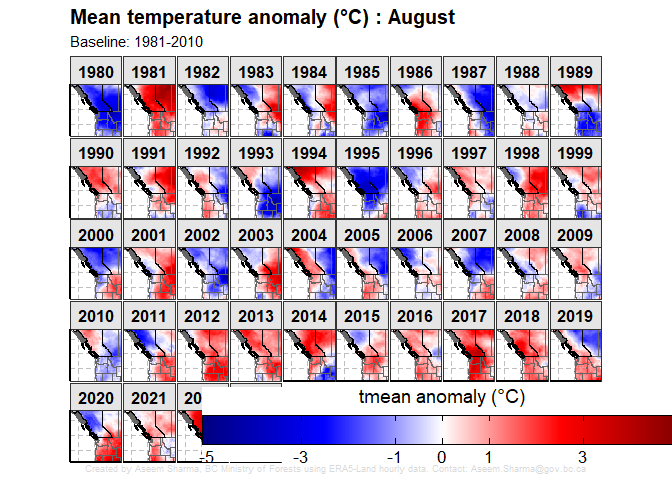 Mean temperature anomaly (°C) : August
Baseline: 1981-2010
1980 1981 1982 1983 1984 1985 1986 1987 1988 1989
1990 1991 1992 1993 1994 1995 1996 1997 1998 1999
2000 2001 2002 2003 2004 2005 2006 2007 2008 2009
2010 2011 2012 2013 2014 2015 2016 2017 2018 2019
2020 2021 20
tmean anomaly (°C)
-5 -3 -1 0 1 3
Created by Aseem Sharma, BC Ministry of Forests using ERA5-Land hourly data. Contact: Aseem.Sharma@gov.bc.ca